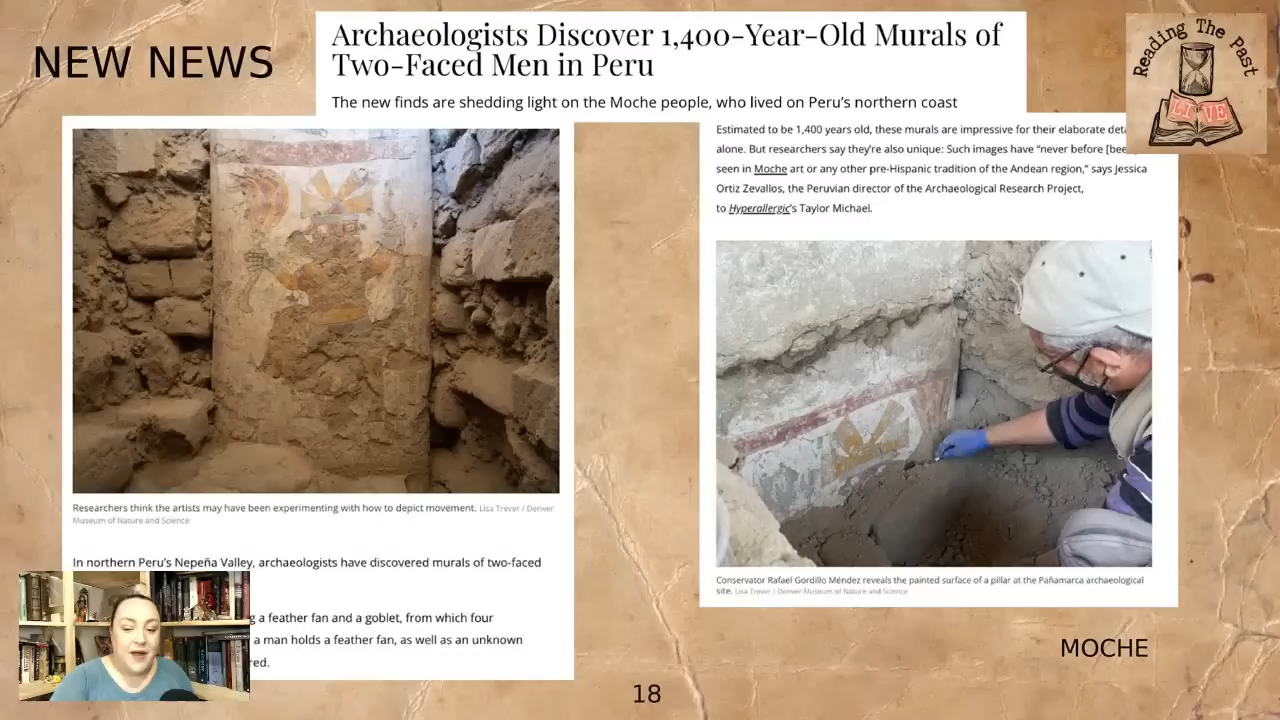 NEW NEWS
Archaeologists Discover 1,400-Year-Old Murals of
Two-Faced Men in Peru
The new finds are shedding light on the Moche people, who lived on Peru's northern coast
Reading The Past
LIVE
Researchers think the artists may have been experimenting with how to depict movement. Lisa Trever / Denver
Museum of Nature and Science
In northern Peru's Nepeña Valley, archaeologists have discovered murals of two-faced
a feather fan and a goblet, from which four
a man holds a feather fan, as well as an unknown
Estimated to be 1,400 years old, these murals are impressive for their elaborate
alone. But researchers say they're also unique: Such images have "never before
seen in Moche art or any other pre-Hispanic tradition of the Andean region," says Jessica
Ortiz Zevallos, the Peruvian director of the Archaeological Research Project,
to Hyperallergic's Taylor Michael.
Conservator Rafael Gordillo Méndez reveals the painted surface of a pillar at the Pañamarca archaeological
site. Lisa Trever / Denver Museum of Nature and Science
MOCHE
18